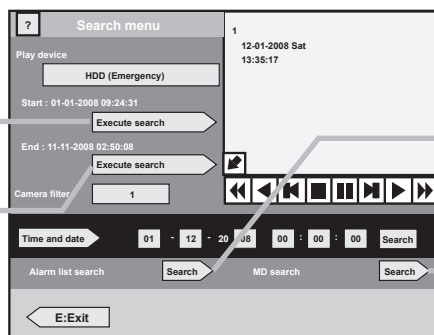 ? Search menu
1
12-01-2008 Sat
13:35:17
Play device
HDD (Emergency)
Start : 01-01-2008 09:24:31
Execute search
End : 11-11-2008 02:50:08
Execute search
Camera filter 1
Time and date 01 - 12 - 20 08 00 : 00 : 00 Search
Alarm list search Search MD search Search
E:Exit